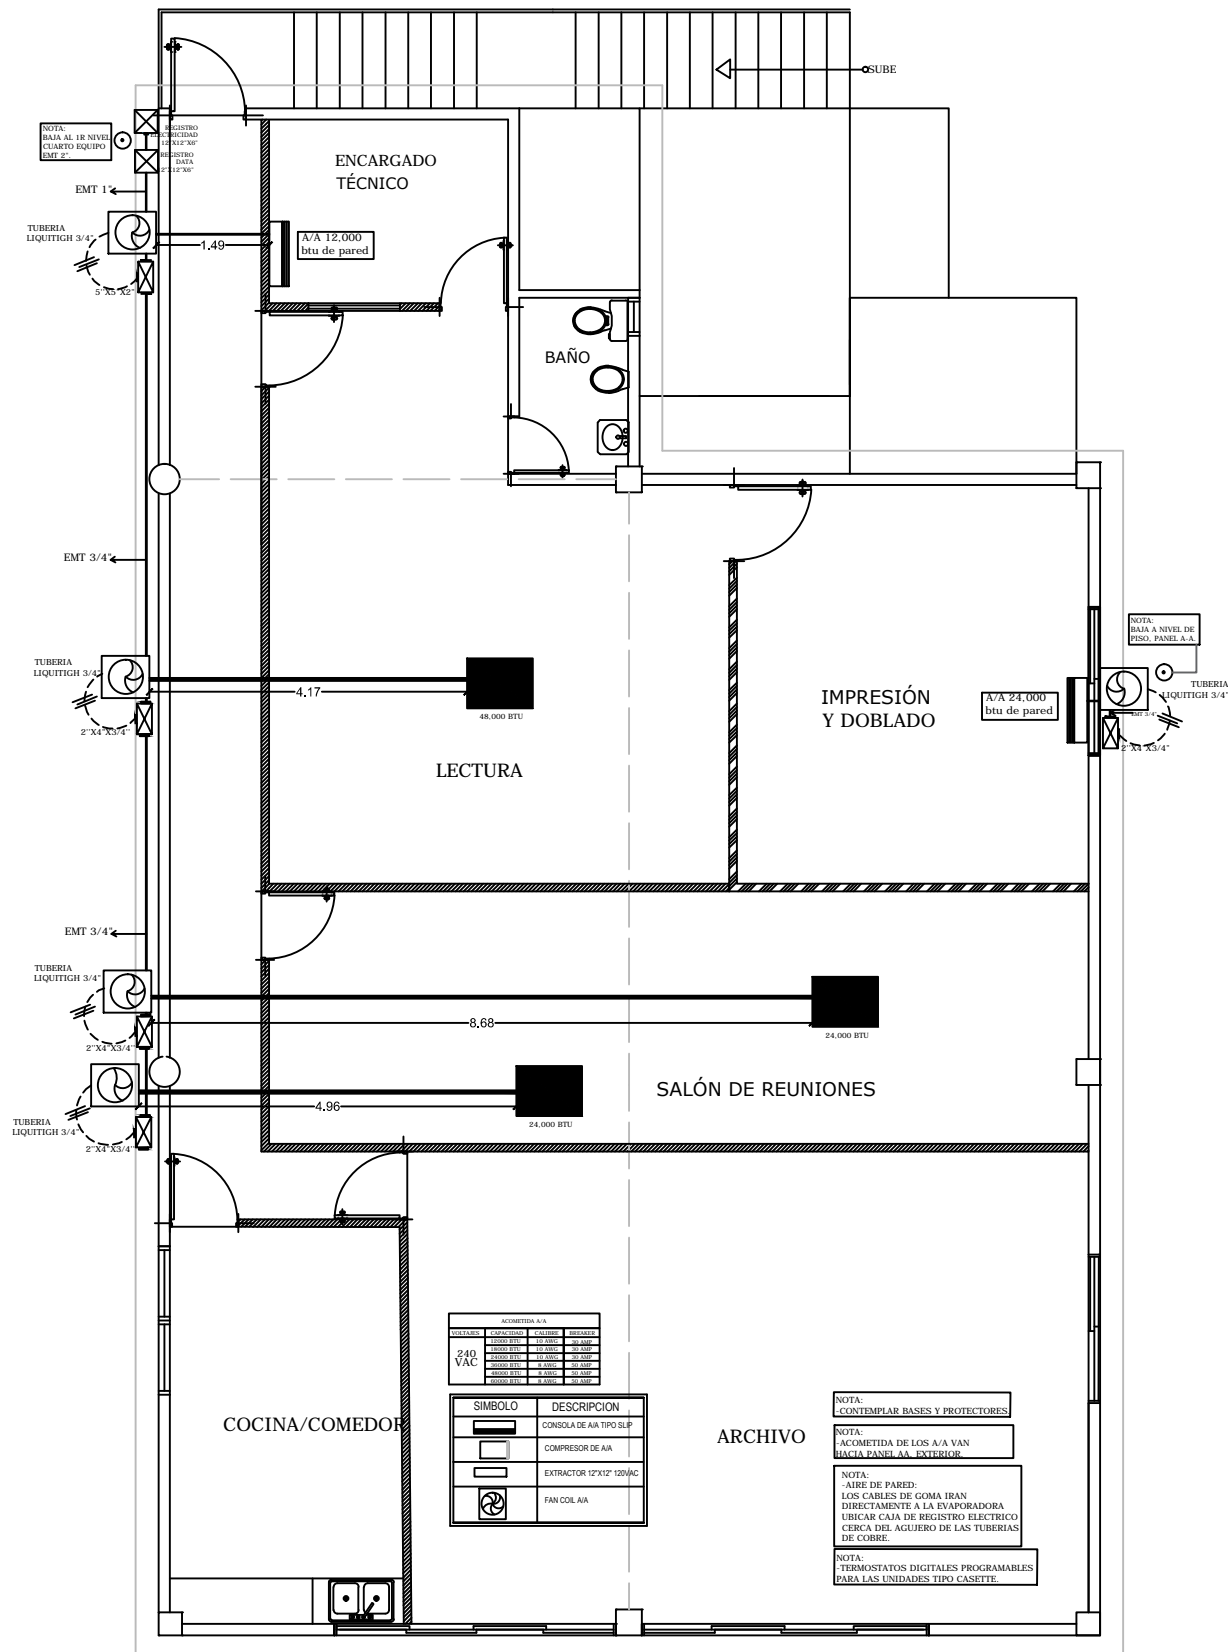 SUBE
NOTA:
BAJA AL 1R NIVEL
CUARTO EQUIPO
EMT 2".
REGISTRO
ELECTRICIDAD
12"X12"X6"
REGISTRO
DATA
12"X12"X6"
ENCARGADO
TÉCNICO
EMT 1"
TUBERIA
LIQUITIGH 3/4"
1.49
A/A 12,000
btu de pared
5"X5"X2"
BAÑO
EMT 3/4"
NOTA:
BAJA A NIVEL DE
PISO, PANEL A-A.
TUBERIA
LIQUITIGH 3/4"
4.17
48,000 BTU
2"X4"X3/4"
IMPRESIÓN
Y DOBLADO
A/A 24,000
btu de pared
TUBERIA
LIQUITIGH 3/4"
EMT 3/4"
2"X4"X3/4"
LECTURA
EMT 3/4"
TUBERIA
LIQUITIGH 3/4"
8.68
24,000 BTU
2"X4"X3/4"
SALÓN DE REUNIONES
4.96
24,000 BTU
TUBERIA
LIQUITIGH 3/4"
2"X4"X3/4"
ACOMETIDA A/A
VOLTAJES CAPACIDAD CALIBRE BREAKER
240
VAC
12000 BTU 10 AWG 30 AMP
18000 BTU 10 AWG 30 AMP
24000 BTU 10 AWG 30 AMP
36000 BTU 8 AWG 50 AMP
48000 BTU 8 AWG 50 AMP
60000 BTU 8 AWG 50 AMP
SIMBOLO DESCRIPCION
CONSOLA DE A/A TIPO SLIP
COMPRESOR DE A/A
EXTRACTOR 12"X12" 120VAC
FAN COIL A/A
COCINA/COMEDOR
ARCHIVO
NOTA:
-CONTEMPLAR BASES Y PROTECTORES.
NOTA:
-ACOMETIDA DE LOS A/A VAN
HACIA PANEL AA. EXTERIOR.
NOTA:
-AIRE DE PARED:
LOS CABLES DE GOMA IRAN
DIRECTAMENTE A LA EVAPORADORA
UBICAR CAJA DE REGISTRO ELECTRICO
CERCA DEL AGUJERO DE LAS TUBERIAS
DE COBRE.
NOTA:
-TERMOSTATOS DIGITALES PROGRAMABLES
PARA LAS UNIDADES TIPO CASETTE.